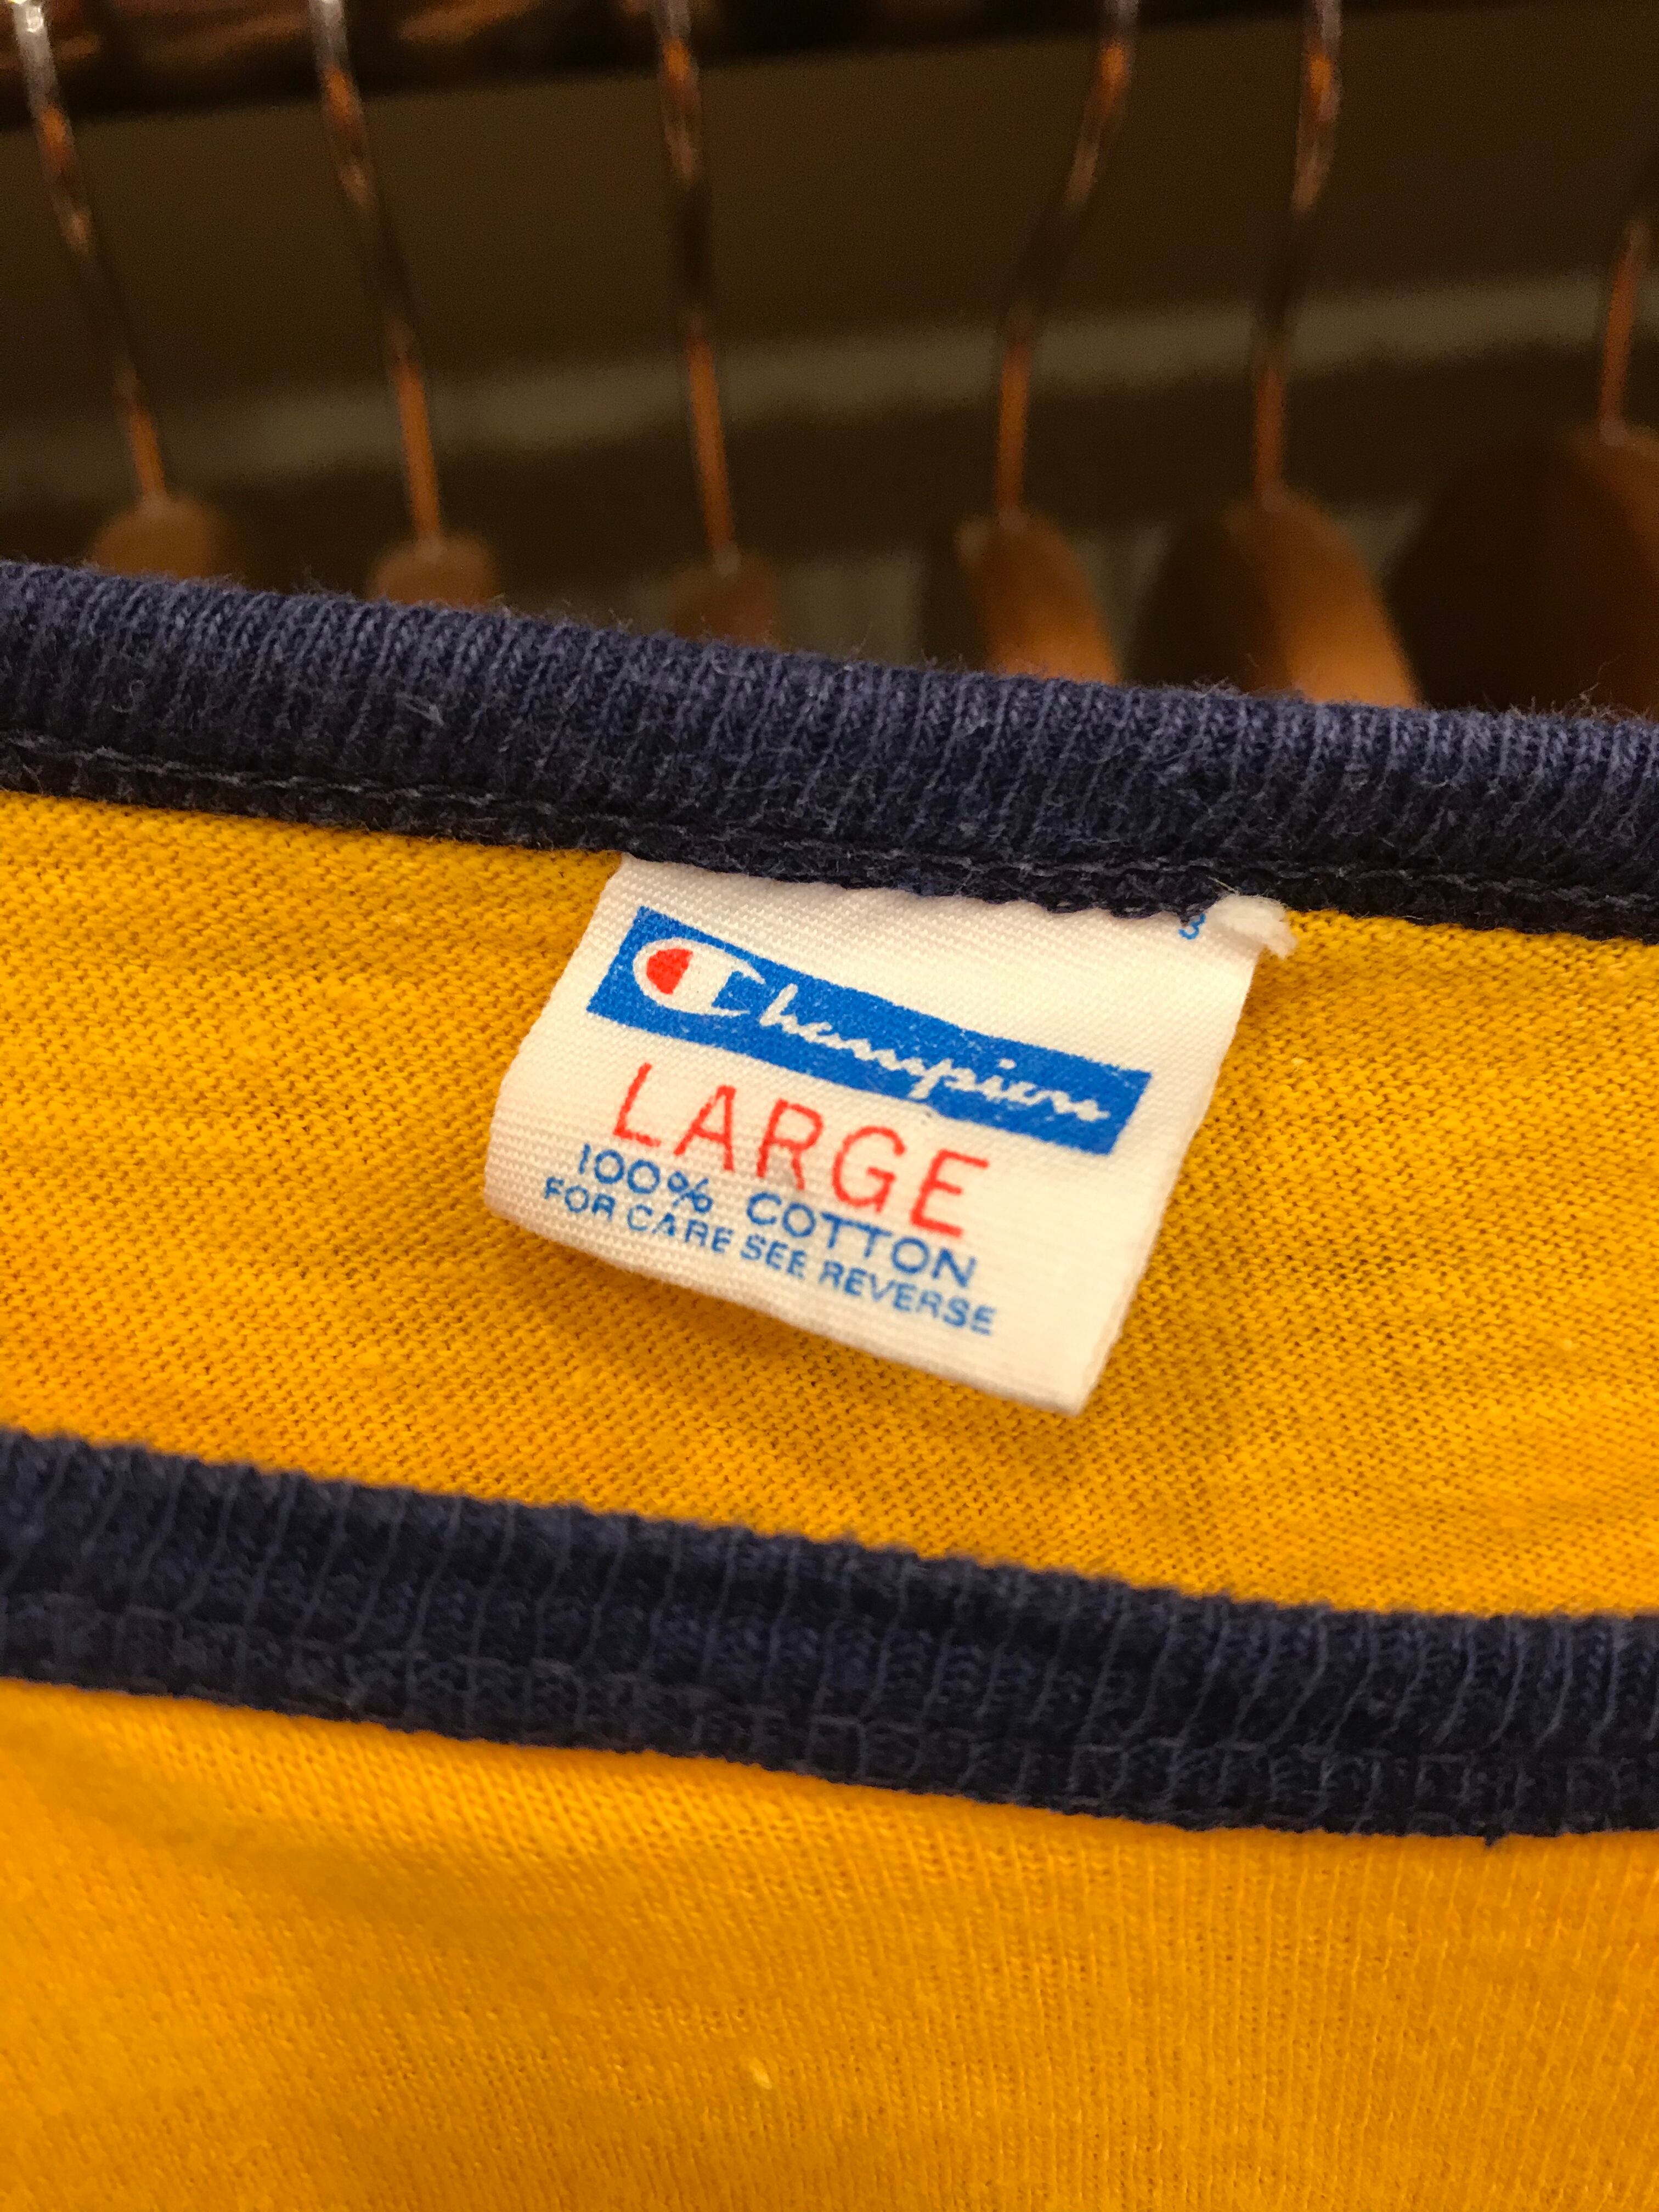 Champion
LARGE
100% COTTON
FOR CARE SEE REVERSE